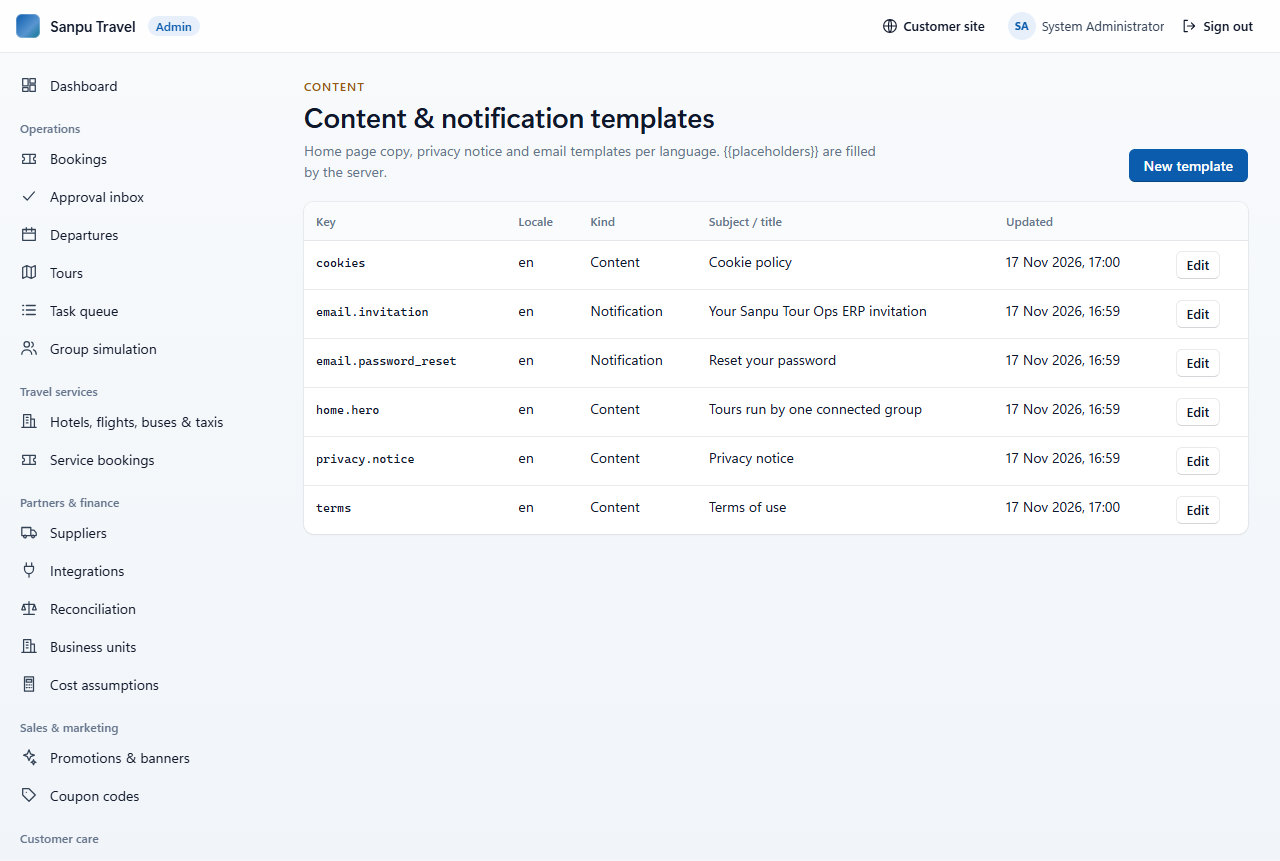 Sanpu Travel Admin Customer site SA System Administrator Sign out
Dashboard
Operations
Bookings
Approval inbox
Departures
Tours
Task queue
Group simulation
Travel services
Hotels, flights, buses & taxis
Service bookings
Partners & finance
Suppliers
Integrations
Reconciliation
Business units
Cost assumptions
Sales & marketing
Promotions & banners
Coupon codes
Customer care
CONTENT
Content & notification templates
Home page copy, privacy notice and email templates per language. {{placeholders}} are filled
by the server.
New template
Key Locale Kind Subject / title Updated
cookies en Content Cookie policy 17 Nov 2026, 17:00 Edit
email.invitation en Notification Your Sanpu Tour Ops ERP invitation 17 Nov 2026, 16:59 Edit
email.password_reset en Notification Reset your password 17 Nov 2026, 16:59 Edit
home.hero en Content Tours run by one connected group 17 Nov 2026, 16:59 Edit
privacy.notice en Content Privacy notice 17 Nov 2026, 16:59 Edit
terms en Content Terms of use 17 Nov 2026, 17:00 Edit